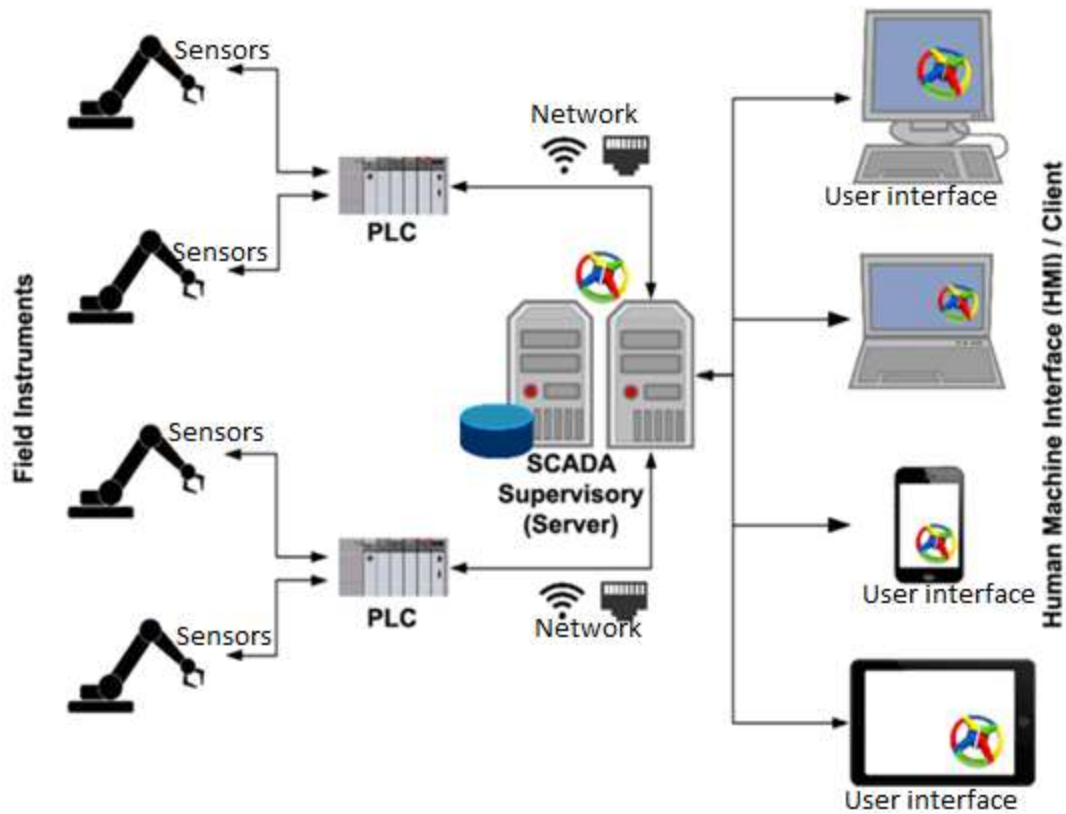 Sensors
Network
User interface
PLC
Sensors
Field Instruments
Human Machine Interface (HMI) / Client
Sensors
SCADA
Supervisory
(Server)
PLC
User interface
Network
Sensors
User interface